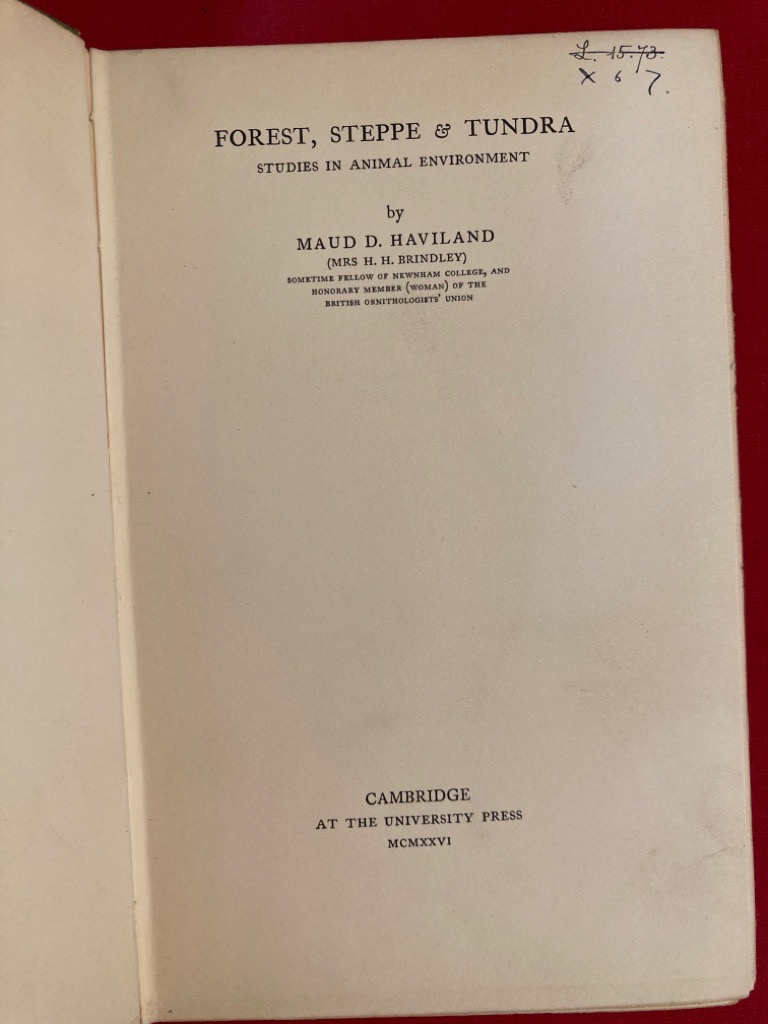 L. 15.73.
X 6 7.
FOREST, STEPPE & TUNDRA
STUDIES IN ANIMAL ENVIRONMENT
by
MAUD D. HAVILAND
(MRS H. H. BRINDLEY)
SOMETIME FELLOW OF NEWNHAM COLLEGE, AND
HONORARY MEMBER (WOMAN) OF THE
BRITISH ORNITHOLOGISTS' UNION
CAMBRIDGE
AT THE UNIVERSITY PRESS
MCMXXVI